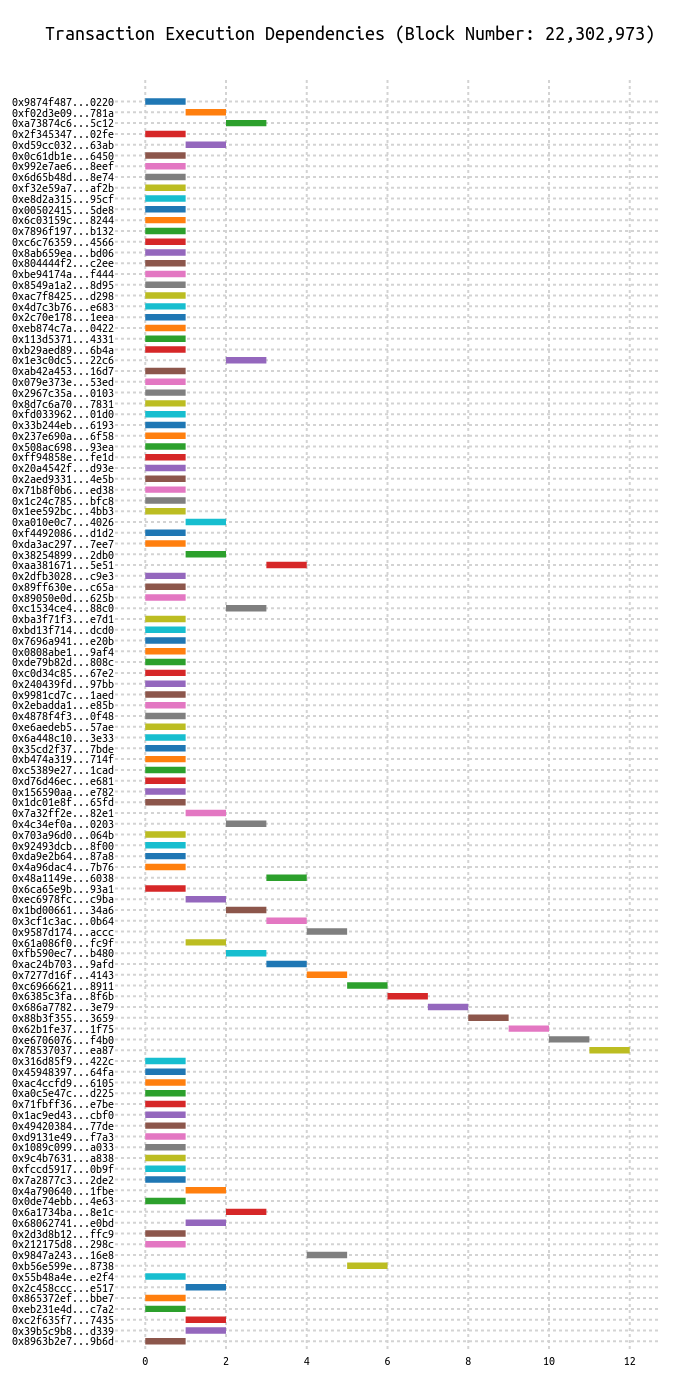 Transaction Execution Dependencies (Block Number: 22,302,973)
0x9874f487...0220
0xf02d3e09...781a
0xa73874c6...5c12
0x2f345347...02fe
0xd59cc032...63ab
0x0c61db1e...6450
0x992e7ae6...8eef
0x6d65b48d...8e74
0xf32e59a7...af2b
0xe8d2a315...95cf
0x00502415...5de8
0x6c03159c...8244
0x7896f197...b132
0xc6c76359...4566
0x8ab659ea...bd06
0x804444f2...c2ee
0xbe94174a...f444
0x8549a1a2...8d95
0xac7f8425...d298
0x4d7c3b76...e683
0x2c70e178...1eea
0xeb874c7a...0422
0x113d5371...4331
0xb29aed89...6b4a
0x1e3c0dc5...22c6
0xab42a453...16d7
0x079e373e...53ed
0x2967c35a...0103
0x8d7c6a70...7831
0xfd033962...01d0
0x33b244eb...6193
0x237e690a...6f58
0x508ac698...93ea
0xff94858e...fe1d
0x20a4542f...d93e
0x2aed9331...4e5b
0x71b8f0b6...ed38
0x1c24c785...bfc8
0x1ee592bc...4bb3
0xa010e0c7...4026
0xf4492086...d1d2
0xda3ac297...7ee7
0x38254899...2db0
0xaa381671...5e51
0x2dfb3028...c9e3
0x89ff630e...c65a
0x89050e0d...625b
0xc1534ce4...88c0
0xba3f71f3...e7d1
0xbd13f714...dcd0
0x7696a941...e20b
0x0808abe1...9af4
0xde79b82d...808c
0xc0d34c85...67e2
0x240439fd...97bb
0x9981cd7c...1aed
0x2ebadda1...e85b
0x4878f4f3...0f48
0xe6aedeb5...57ae
0x6a448c10...3e33
0x35cd2f37...7bde
0xb474a319...714f
0xc5389e27...1cad
0xd76d46ec...e681
0x156590aa...e782
0x1dc01e8f...65fd
0x7a32ff2e...82e1
0x4c34ef0a...0203
0x703a96d0...064b
0x92493dcb...8f00
0xda9e2b64...87a8
0x4a96dac4...7b76
0x48a1149e...6038
0x6ca65e9b...93a1
0xec6978fc...c9ba
0x1bd00661...34a6
0x3cf1c3ac...0b64
0x9587d174...accc
0x61a086f0...fc9f
0xfb590ec7...b480
0xac24b703...9afd
0x7277d16f...4143
0xc6966621...8911
0x6385c3fa...8f6b
0x686a7782...3e79
0x88b3f355...3659
0x62b1fe37...1f75
0xe6706076...f4b0
0x78537037...ea87
0x316d85f9...422c
0x45948397...64fa
0xac4ccfd9...6105
0xa0c5e47c...d225
0x71fbff36...e7be
0x1ac9ed43...cbf0
0x49420384...77de
0xd9131e49...f7a3
0x1089c099...a033
0x9c4b7631...a838
0xfccd5917...0b9f
0x7a2877c3...2de2
0x4a790640...1fbe
0x0de74ebb...4e63
0x6a1734ba...8e1c
0x68062741...e0bd
0x2d3d8b12...ffc9
0x212175d8...298c
0x9847a243...16e8
0xb56e599e...8738
0x55b48a4e...e2f4
0x2c458ccc...e517
0x865372ef...bbe7
0xeb231e4d...c7a2
0xc2f635f7...7435
0x39b5c9b8...d339
0x8963b2e7...9b6d
0 2 4 6 8 10 12